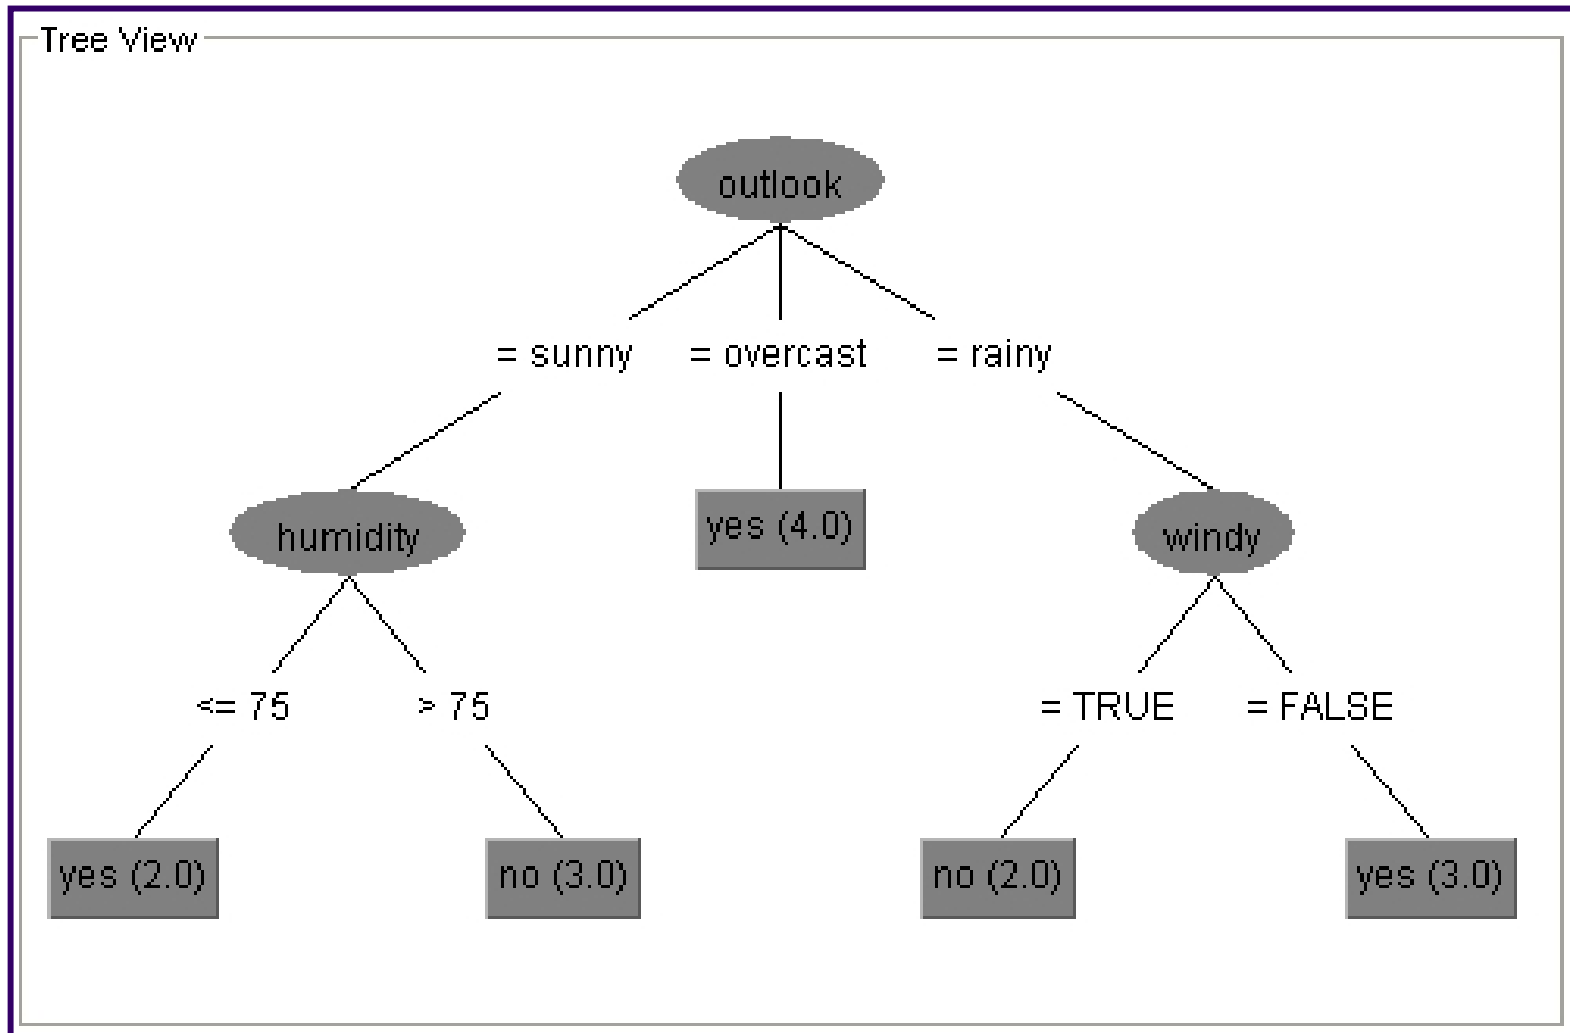 Tree View
outlook
= sunny = overcast = rainy
humidity yes (4.0) windy
<= 75 > 75 = TRUE = FALSE
yes (2.0) no (3.0) no (2.0) yes (3.0)